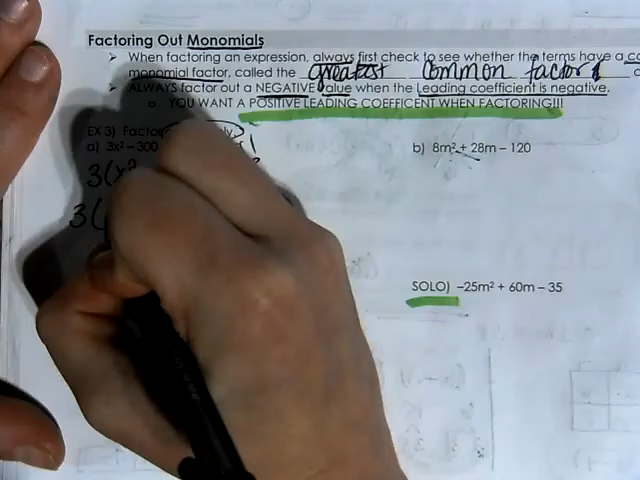 Factoring Out Monomials
When factoring an expression, always first check to see whether the terms have a
monomial factor, called the greatest common factor
ALWAYS factor out a NEGATIVE value when the Leading coefficient is negative.
YOU WANT A POSITIVE LEADING COEFFICENT WHEN FACTORING!!!
EX 3) Factor
a) 3x² – 300
b) 8m² + 28m – 120
3(x²
3(
SOLO) –25m² + 60m – 35